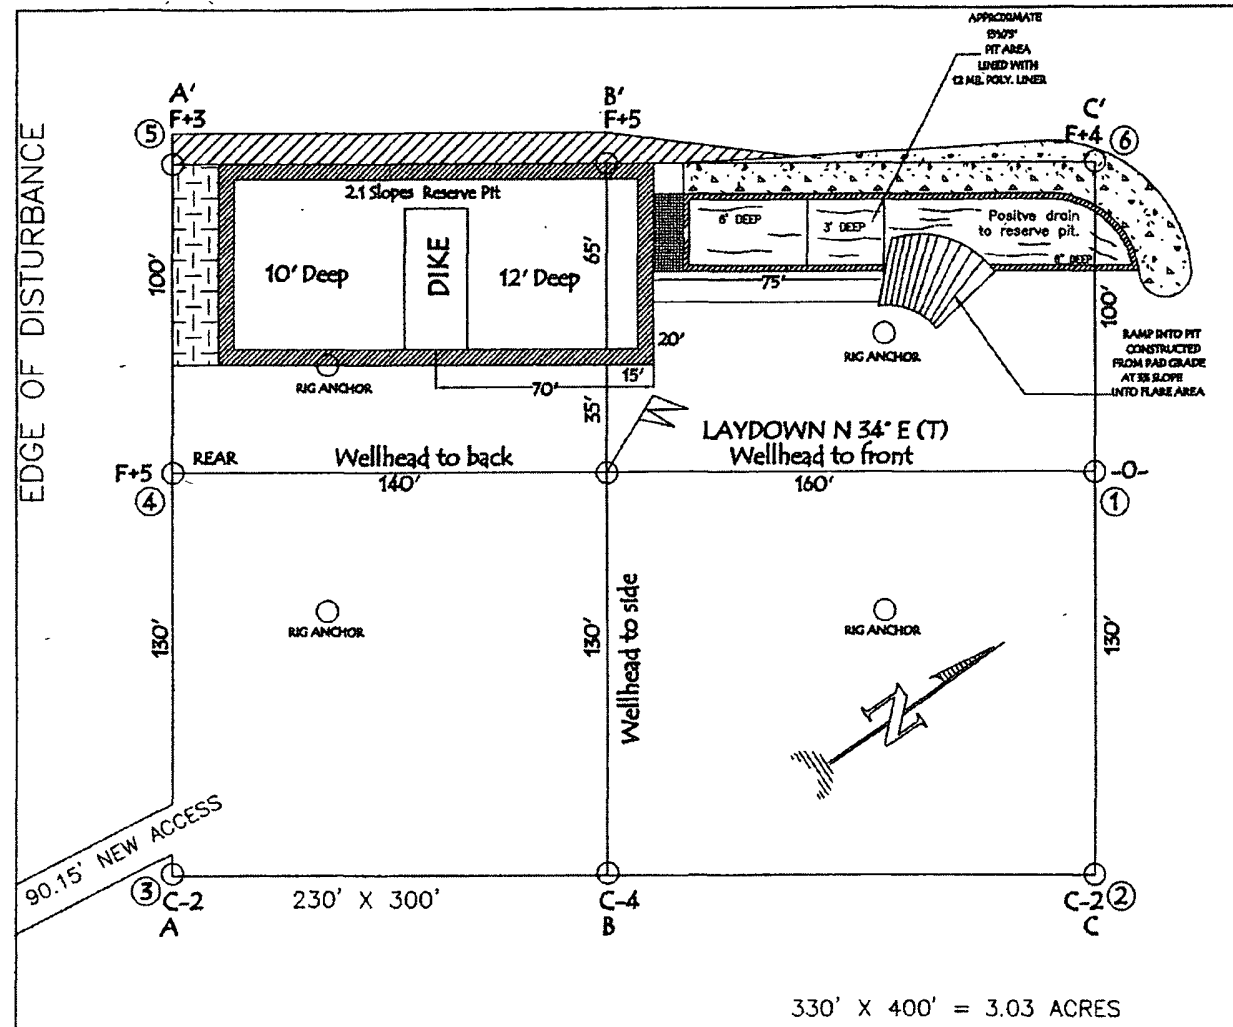 APPROXIMATE
PIT AREA
LINED WITH
12 MIL. POLY. LINER
A'
F+3
B'
F+5
C'
F+4
5
6
EDGE OF DISTURBANCE
2.1 Slopes Reserve Pit
6' DEEP
3' DEEP
Positve drain
to reserve pit.
10' Deep
DIKE
12' Deep
65'
100'
75'
100'
RIG ANCHOR
RIG ANCHOR
20'
15'
70'
35'
RAMP INTO PIT
CONSTRUCTED
FROM PAD GRADE
SLOPE
INTO FLARE AREA
LAYDOWN N 34° E (T)
F+5
REAR
Wellhead to back
Wellhead to front
-0-
140'
160'
4
1
130'
RIG ANCHOR
130'
Wellhead to side
RIG ANCHOR
130'
N
90.15' NEW ACCESS
3
C-2
A
230' X 300'
C-4
B
C-2
2
C
330' X 400' = 3.03 ACRES